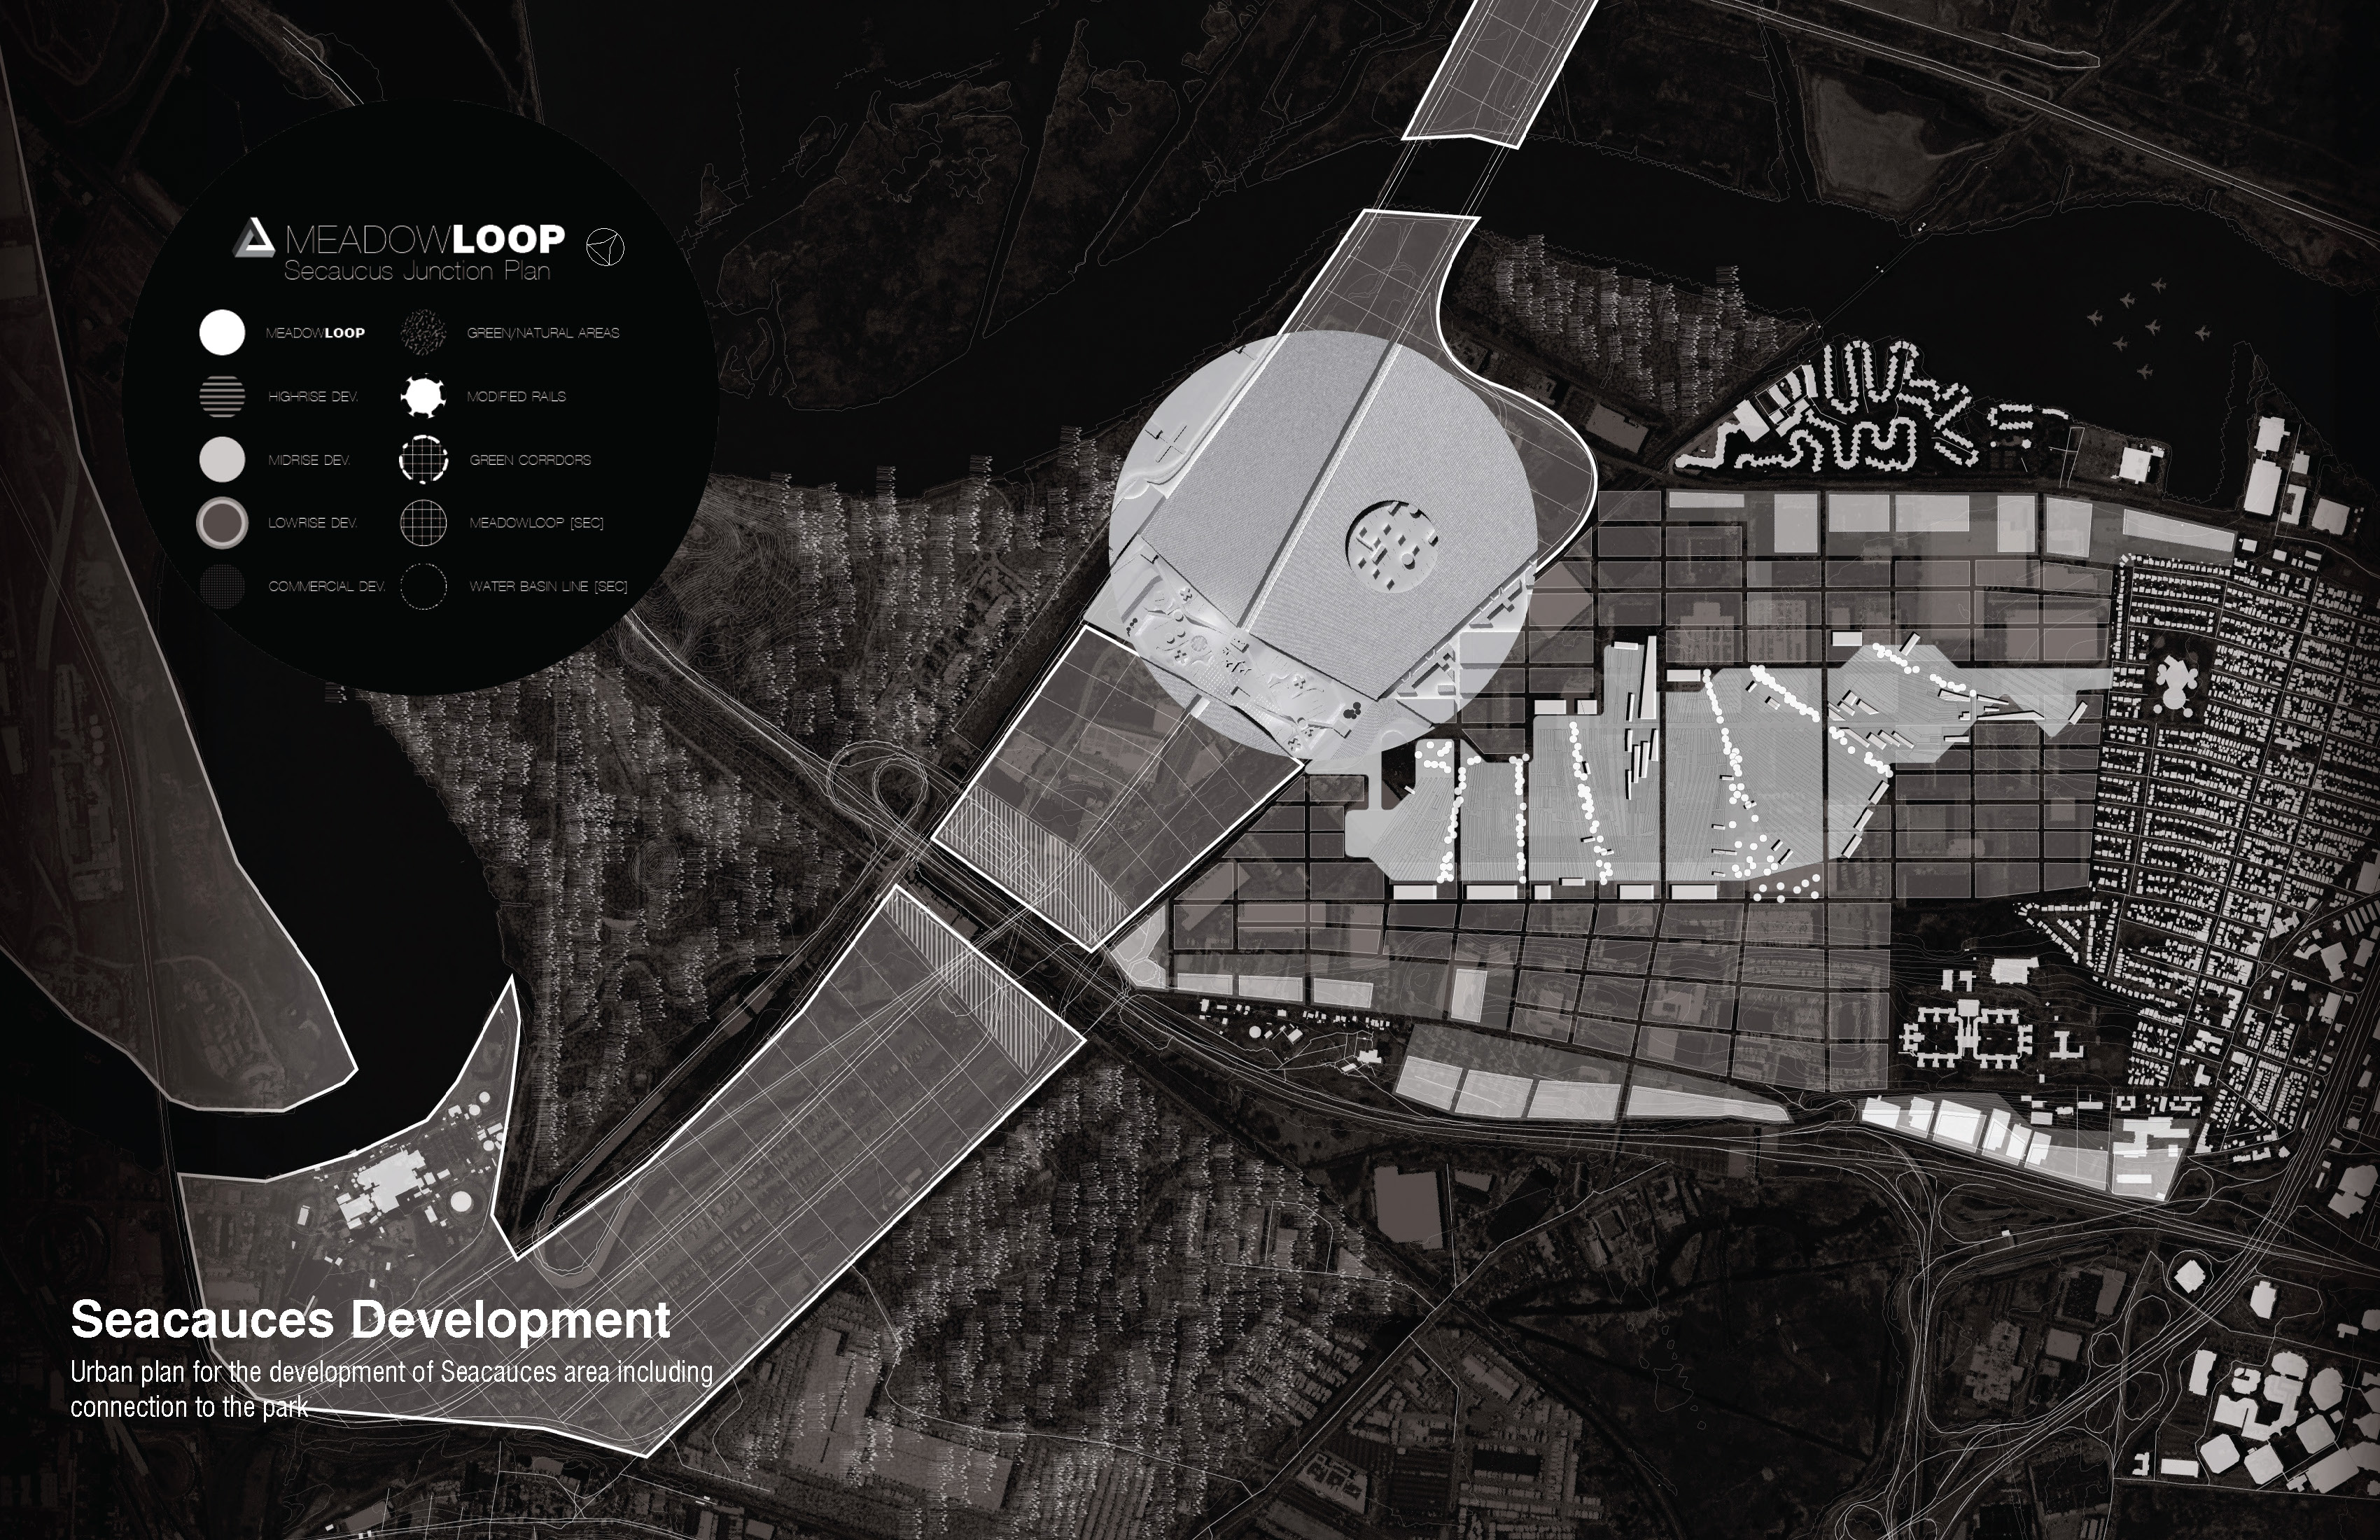 MEADOWLOOP
Secaucus Junction Plan
MEADOWLOOP
GREEN/NATURAL AREAS
HIGHRISE DEV.
MODIFIED RAILS
MIDRISE DEV.
GREEN CORRDORS
LOWRISE DEV.
MEADOWLOOP [SEC]
COMMERCIAL DEV.
WATER BASIN LINE [SEC]
Seacauces Development
Urban plan for the development of Seacauces area including
connection to the park